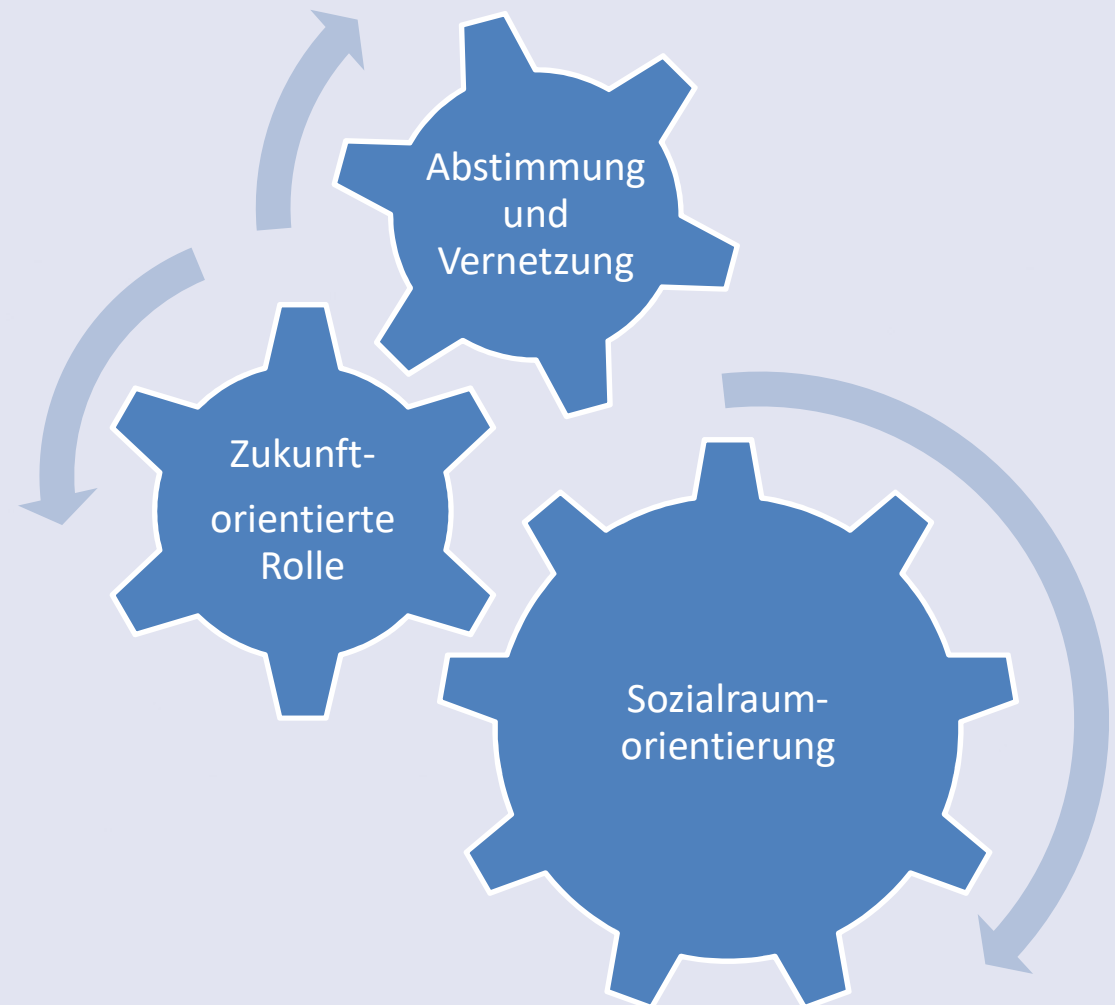 Abstimmung
und
Vernetzung
Zukunft-
orientierte
Rolle
Sozialraum-
orientierung